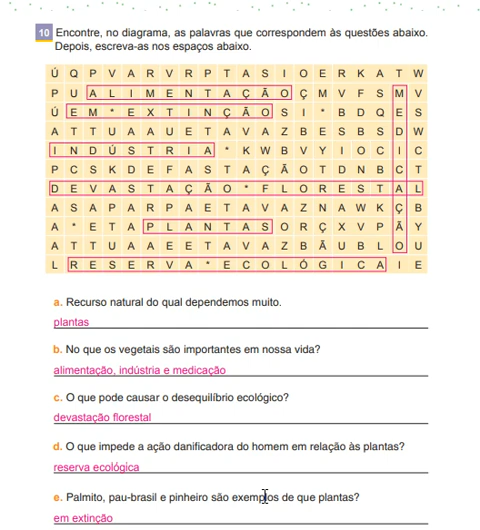 10 Encontre, no diagrama, as palavras que correspondem às questões abaixo.
Depois, escreva-as nos espaços abaixo.
Ú Q P V A R V R P T A S I O E R K A T W
P U A L I M E N T A Ç Ã O Ç M V F S M V
Ú E M * E X T I N Ç Ã O S I * B D Q E S
A T T U A A U E T A V A Z B E S B S D W
I N D Ú S T R I A * K W B V Y I O C I C
P C S K D E F A S T A Ç Ã O T D N B C T
D E V A S T A Ç Ã O * F L O R E S T A L
A S A P A R P A E T A V A Z N A W K Ç B
A * E T A P L A N T A S O R Ç X V P Ã Y
A T T U A A E E T A V A Z B Ã U B L O U
L R E S E R V A * E C O L Ó G I C A I E
a. Recurso natural do qual dependemos muito.
plantas
b. No que os vegetais são importantes em nossa vida?
alimentação, indústria e medicação
c. O que pode causar o desequilíbrio ecológico?
devastação florestal
d. O que impede a ação danificadora do homem em relação às plantas?
reserva ecológica
e. Palmito, pau-brasil e pinheiro são exemplos de que plantas?
em extinção